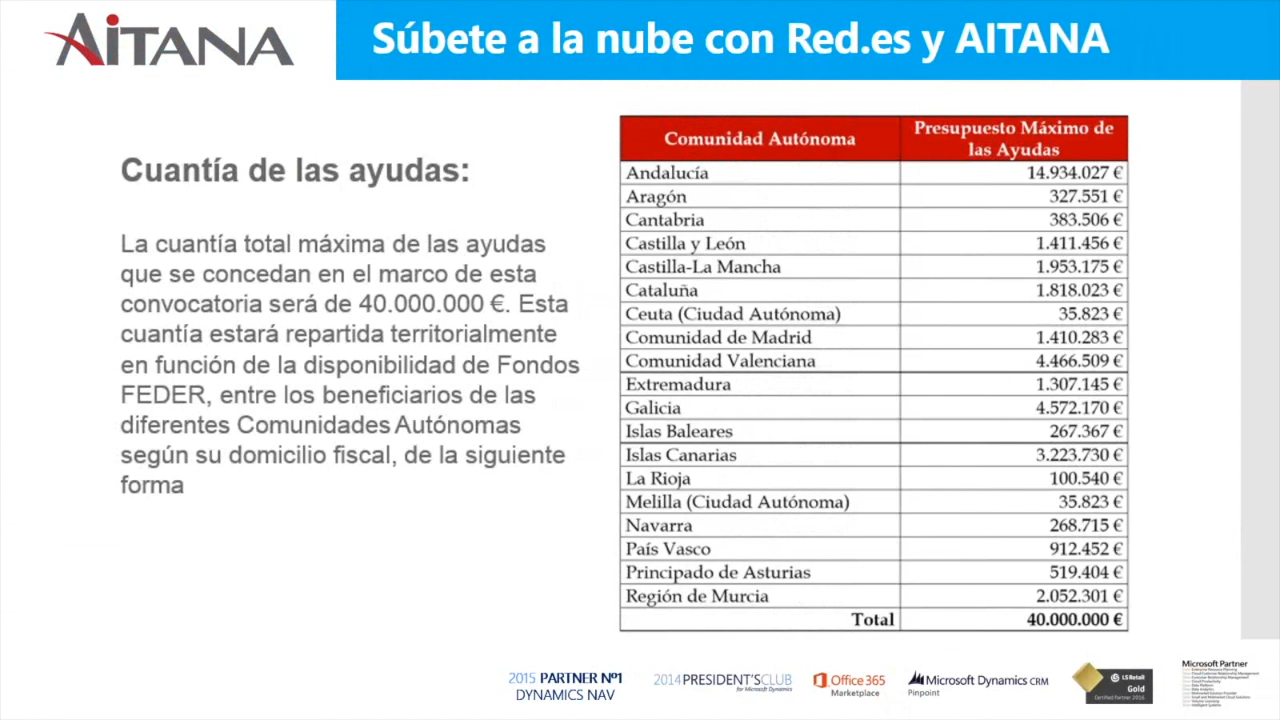 AITANA
Súbete a la nube con Red.es y AITANA
Cuantía de las ayudas:
La cuantía total máxima de las ayudas
que se concedan en el marco de esta
convocatoria será de 40.000.000 €. Esta
cuantía estará repartida territorialmente
en función de la disponibilidad de Fondos
FEDER, entre los beneficiarios de las
diferentes Comunidades Autónomas
según su domicilio fiscal, de la siguiente
forma
Comunidad Autónoma Presupuesto Máximo de
las Ayudas
Andalucía 14.934.027 €
Aragón 327.551 €
Cantabria 383.506 €
Castilla y León 1.411.456 €
Castilla-La Mancha 1.953.175 €
Cataluña 1.818.023 €
Ceuta (Ciudad Autónoma) 35.823 €
Comunidad de Madrid 1.410.283 €
Comunidad Valenciana 4.466.509 €
Extremadura 1.307.145 €
Galicia 4.572.170 €
Islas Baleares 267.367 €
Islas Canarias 3.223.730 €
La Rioja 100.540 €
Melilla (Ciudad Autónoma) 35.823 €
Navarra 268.715 €
País Vasco 912.452 €
Principado de Asturias 519.404 €
Región de Murcia 2.052.301 €
Total 40.000.000 €
2015 PARTNER Nº1
DYNAMICS NAV
2014 PRESIDENT'S CLUB
for Microsoft Dynamics
Office 365
Marketplace
Microsoft Dynamics CRM
Pinpoint
LS Retail
Gold
Certified Partner 2016
Microsoft Partner